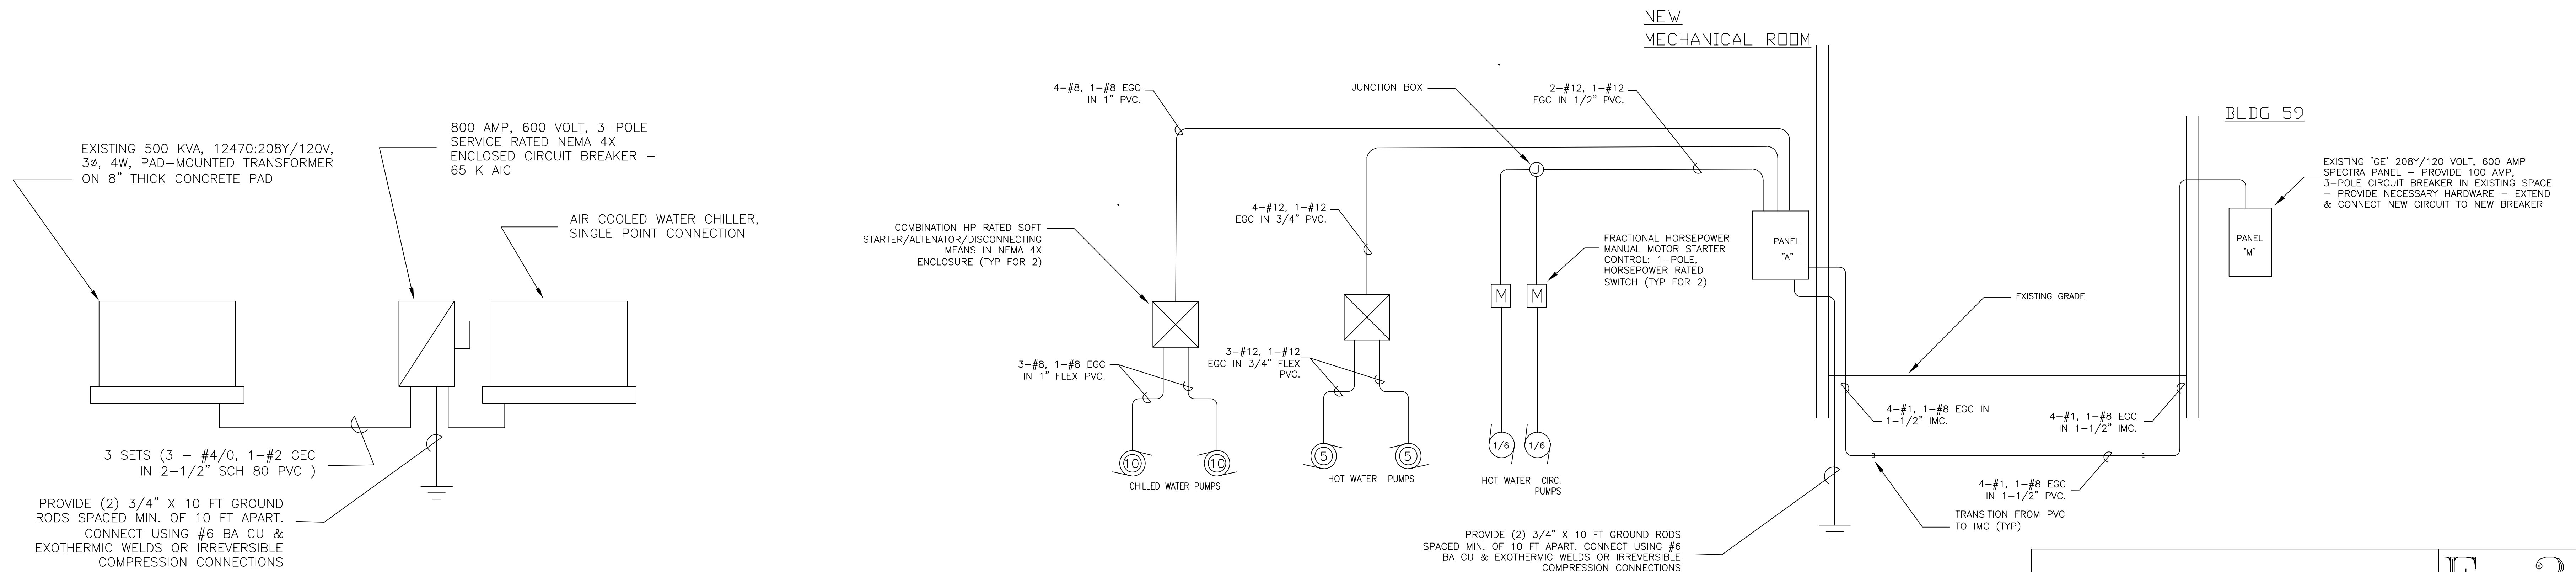 EXISTING 500 KVA, 12470:208Y/120V,
3ø, 4W, PAD-MOUNTED TRANSFORMER
ON 8" THICK CONCRETE PAD
800 AMP, 600 VOLT, 3-POLE
SERVICE RATED NEMA 4X
ENCLOSED CIRCUIT BREAKER -
65 K AIC
AIR COOLED WATER CHILLER,
SINGLE POINT CONNECTION
3 SETS (3 - #4/0, 1-#2 GEC
IN 2-1/2" SCH 80 PVC )
PROVIDE (2) 3/4" X 10 FT GROUND
RODS SPACED MIN. OF 10 FT APART.
CONNECT USING #6 BA CU &
EXOTHERMIC WELDS OR IRREVERSIBLE
COMPRESSION CONNECTIONS
NEW
MECHANICAL ROOM
4-#8, 1-#8 EGC
IN 1" PVC.
JUNCTION BOX
2-#12, 1-#12
EGC IN 1/2" PVC.
J
COMBINATION HP RATED SOFT
STARTER/ALTENATOR/DISCONNECTING
MEANS IN NEMA 4X
ENCLOSURE (TYP FOR 2)
4-#12, 1-#12
EGC IN 3/4" PVC.
FRACTIONAL HORSEPOWER
MANUAL MOTOR STARTER
CONTROL: 1-POLE,
HORSEPOWER RATED
SWITCH (TYP FOR 2)
M
M
PANEL
"A"
3-#8, 1-#8 EGC
IN 1" FLEX PVC.
3-#12, 1-#12
EGC IN 3/4" FLEX
PVC.
10
10
CHILLED WATER PUMPS
5
5
HOT WATER PUMPS
1/6
1/6
HOT WATER CIRC.
PUMPS
PROVIDE (2) 3/4" X 10 FT GROUND RODS
SPACED MIN. OF 10 FT APART. CONNECT USING #6
BA CU & EXOTHERMIC WELDS OR IRREVERSIBLE
COMPRESSION CONNECTIONS
BLDG 59
EXISTING 'GE' 208Y/120 VOLT, 600 AMP
SPECTRA PANEL - PROVIDE 100 AMP,
3-POLE CIRCUIT BREAKER IN EXISTING SPACE
- PROVIDE NECESSARY HARDWARE - EXTEND
& CONNECT NEW CIRCUIT TO NEW BREAKER
PANEL
'M'
EXISTING GRADE
4-#1, 1-#8 EGC IN
1-1/2" IMC.
4-#1, 1-#8 EGC
IN 1-1/2" IMC.
4-#1, 1-#8 EGC
IN 1-1/2" PVC.
TRANSITION FROM PVC
TO IMC (TYP)